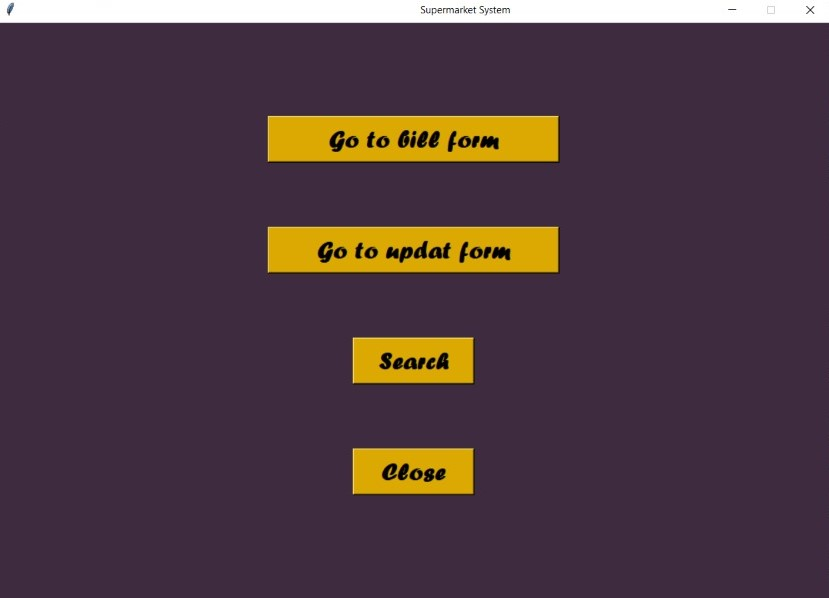 Supermarket System
Go to bill form
Go to updat form
Search
Close